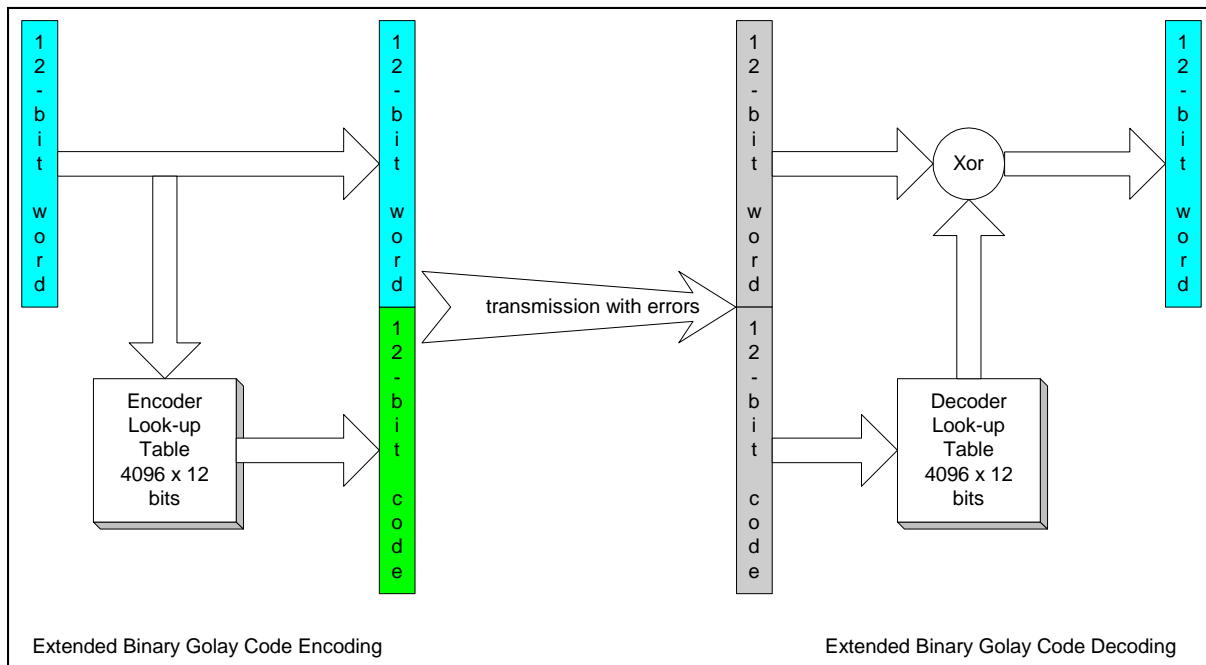 12-bit word
12-bit word
12-bit word
12-bit word
Xor
transmission with errors
12-bit code
12-bit code
Encoder
Look-up
Table
4096 x 12
bits
Decoder
Look-up
Table
4096 x 12
bits
Extended Binary Golay Code Encoding
Extended Binary Golay Code Decoding